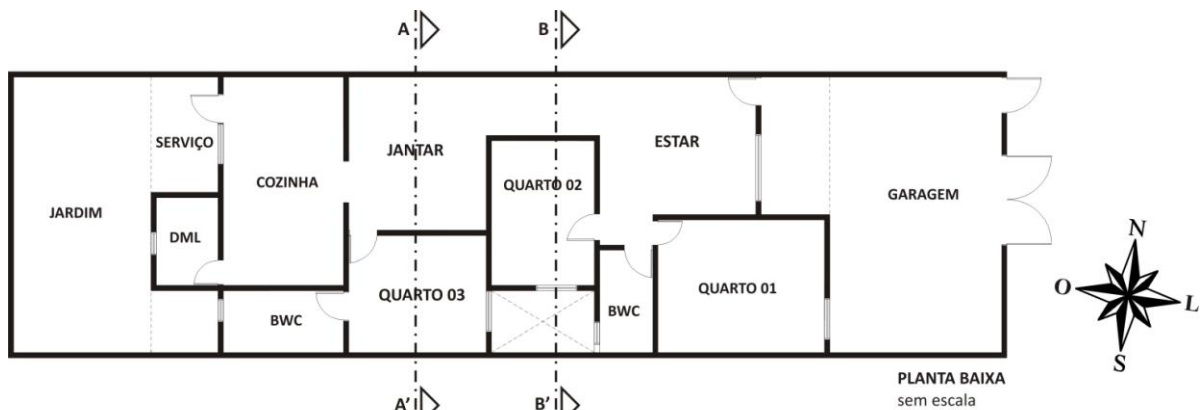 A
B
SERVIÇO
JANTAR
ESTAR
COZINHA
QUARTO 02
GARAGEM
JARDIM
DML
QUARTO 03
QUARTO 01
BWC
BWC
N
O
L
S
PLANTA BAIXA
sem escala
A'
B'